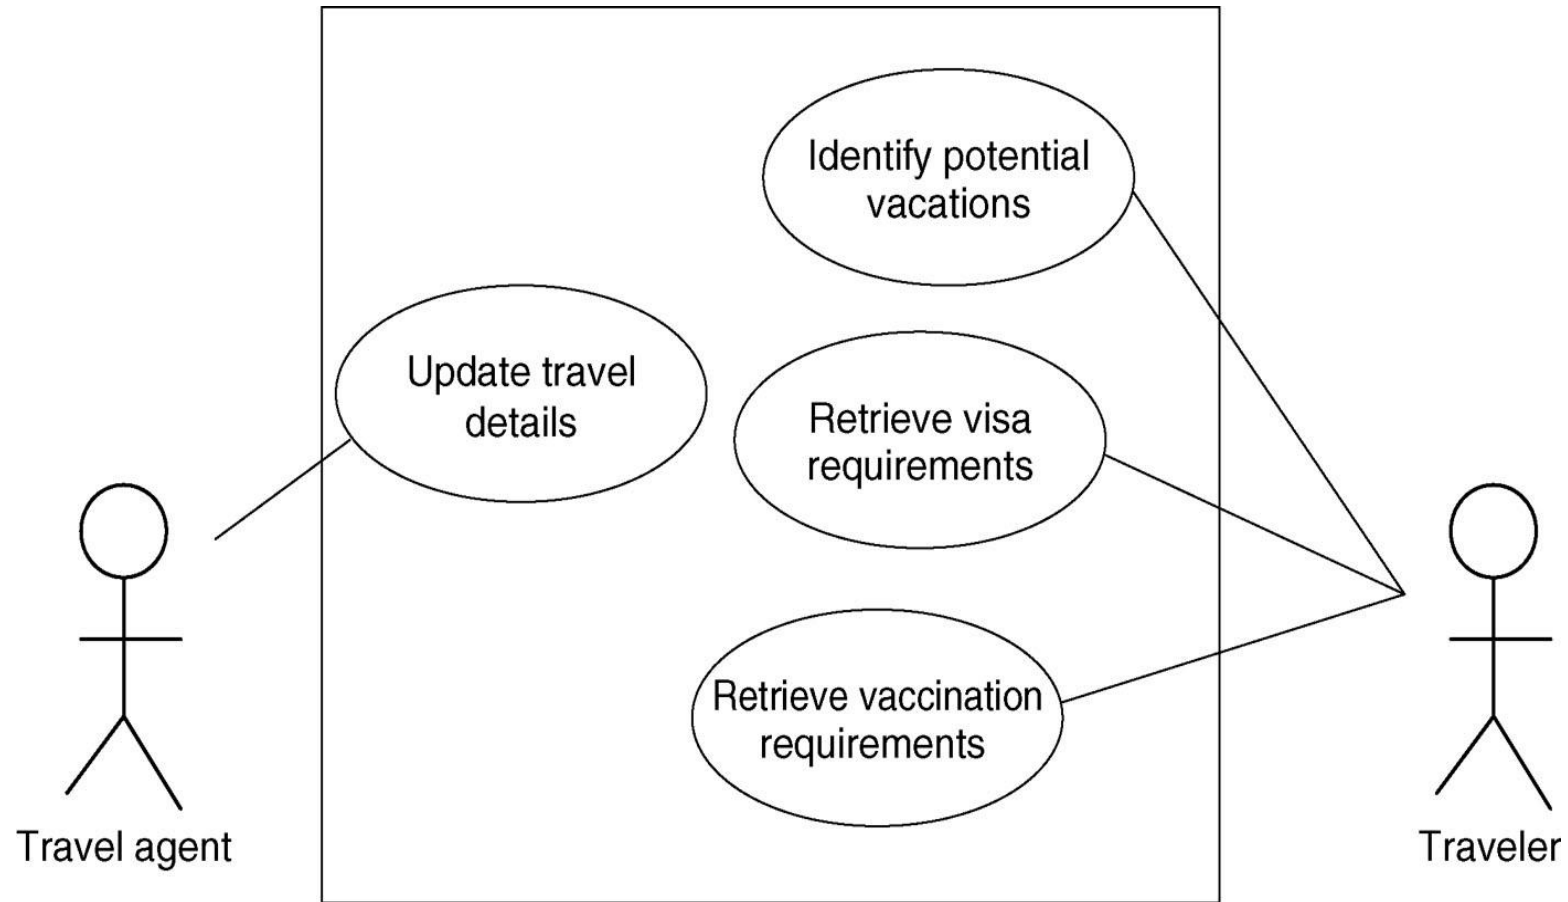 Identify potential
vacations
Update travel
details
Retrieve visa
requirements
Retrieve vaccination
requirements
Travel agent
Traveler